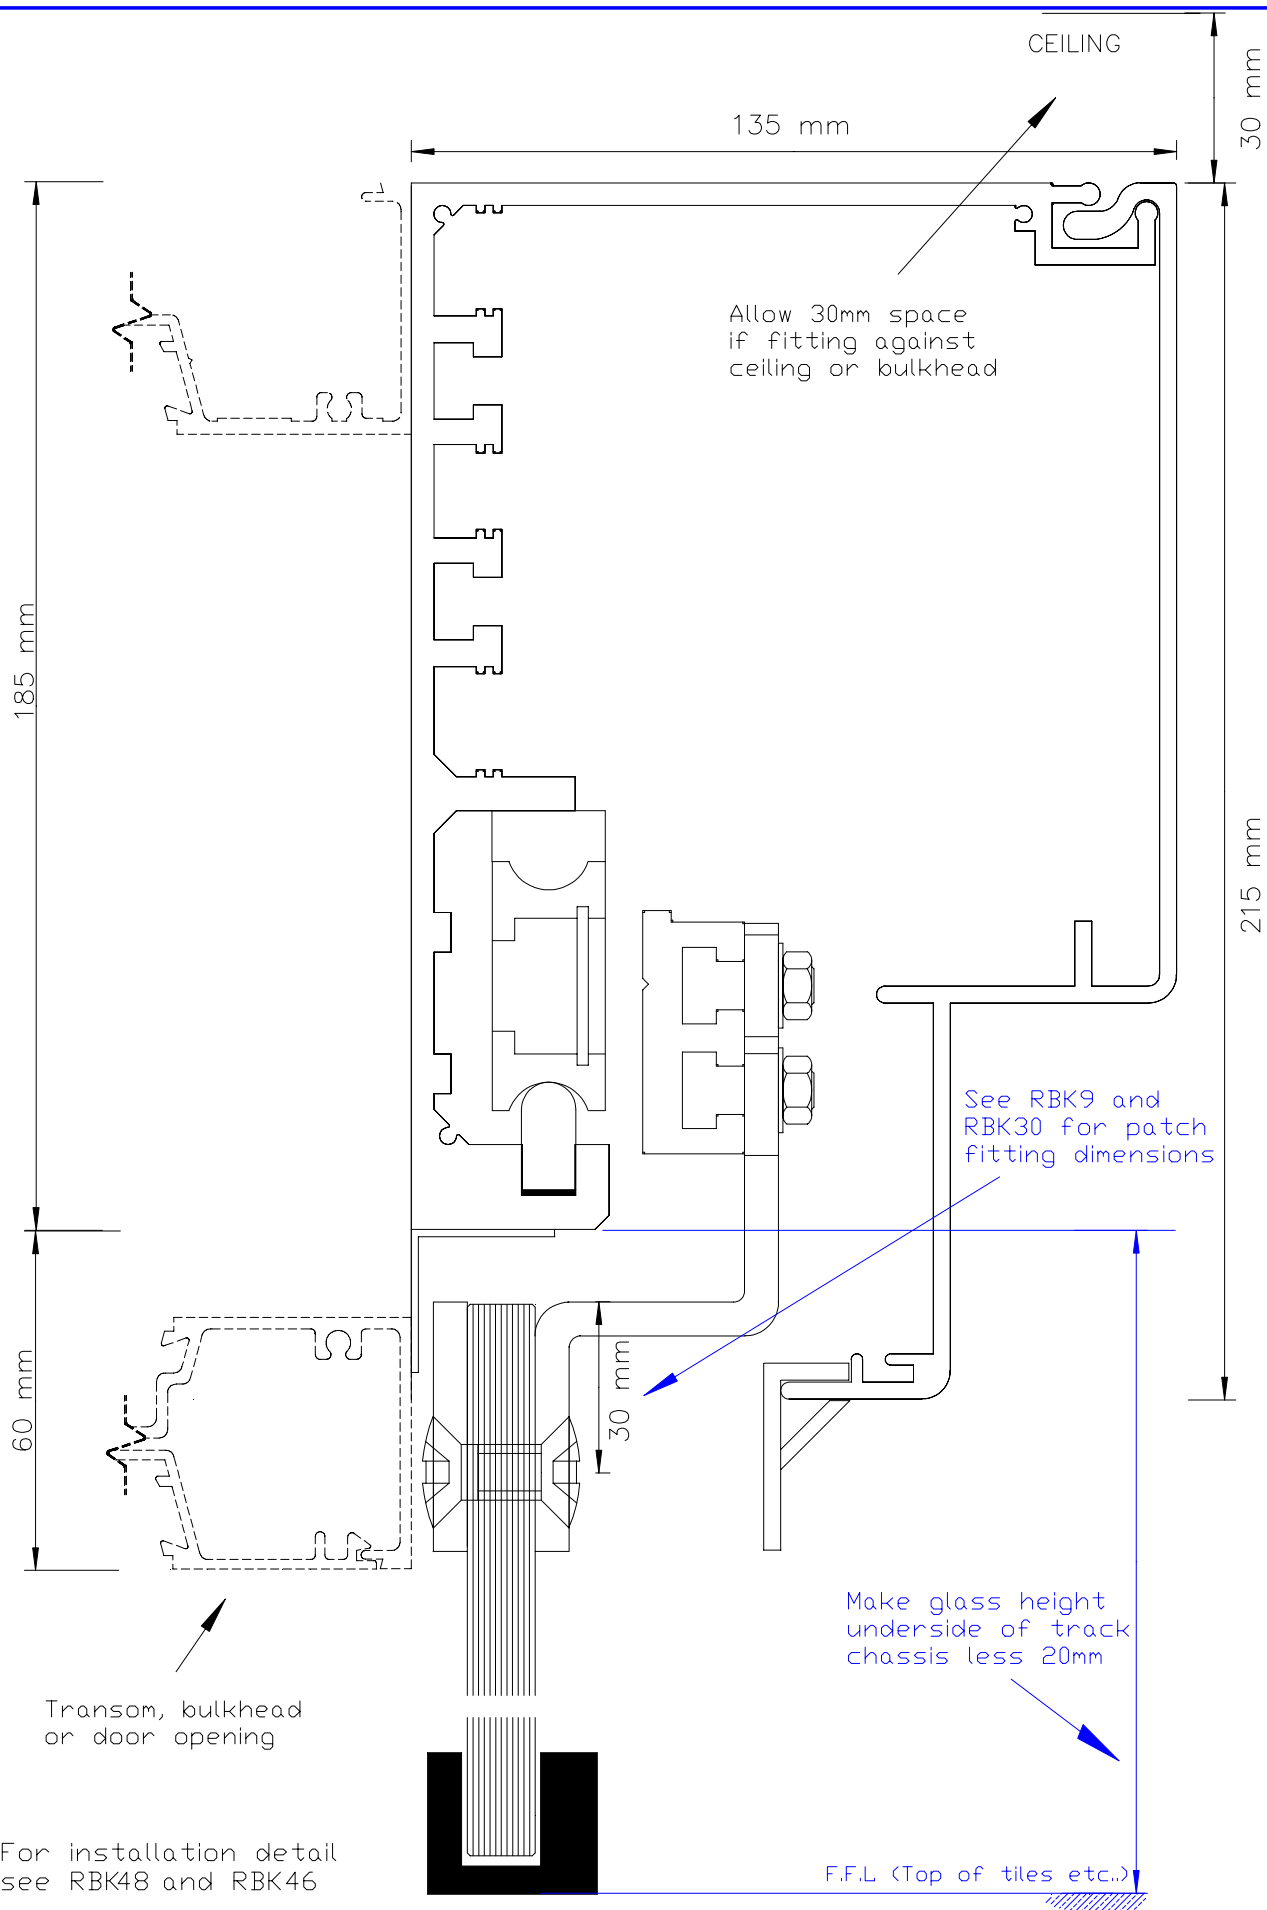 CEILING
30 mm
135 mm
Allow 30mm space
if fitting against
ceiling or bulkhead
185 mm
215 mm
See RBK9 and
RBK30 for patch
fitting dimensions
60 mm
30 mm
Make glass height
underside of track
chassis less 20mm
Transom, bulkhead
or door opening
For installation detail
see RBK48 and RBK46
F.F.L (Top of tiles etc..)